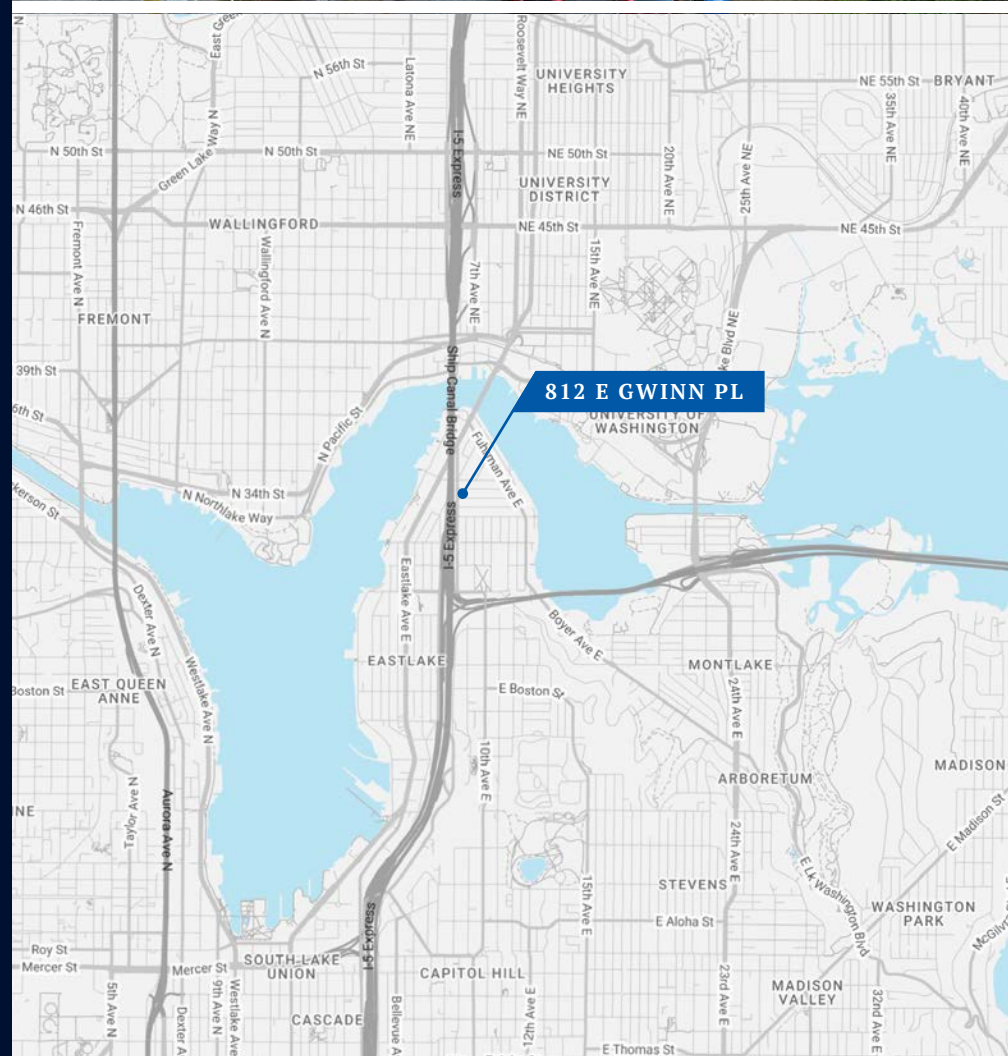 N 56th St
Latona Ave NE
Roosevelt Way NE
UNIVERSITY
HEIGHTS
NE 55th St
BRYANT
35th Ave NE
40th Ave NE
I-5 Express
N 50th St
N 50th St
NE 50th St
Green Lake Way N
20th Ave NE
25th Ave NE
UNIVERSITY
DISTRICT
N 46th St
WALLINGFORD
NE 45th St
NE 45th St
Fremont Ave N
Wallingford Ave N
7th Ave NE
15th Ave NE
FREMONT
39th St
Ship Canal Bridge
812 E GWINN PL
UNIVERSITY OF
WASHINGTON
N Pacific St
Fuhrman Ave E
N 34th St
N Northlake Way
I-5 Express
Eastlake Ave E
Dexter Ave N
Westlake Ave N
Boyer Ave E
EASTLAKE
MONTLAKE
Boston St
EAST QUEEN
ANNE
E Boston St
24th Ave E
10th Ave E
ARBORETUM
MADISON
Taylor Ave N
Aurora Ave N
24th Ave E
E Madison St
E Lk Washington Blvd
STEVENS
15th Ave E
WASHINGTON
PARK
E Aloha St
I-5 Express
Roy St
Mercer St
Mercer St
SOUTH LAKE
UNION
CAPITOL HILL
MADISON
VALLEY
5th Ave N
9th Ave N
Westlake Ave
12th Ave E
23rd Ave E
32nd Ave E
CASCADE
E Thomas St